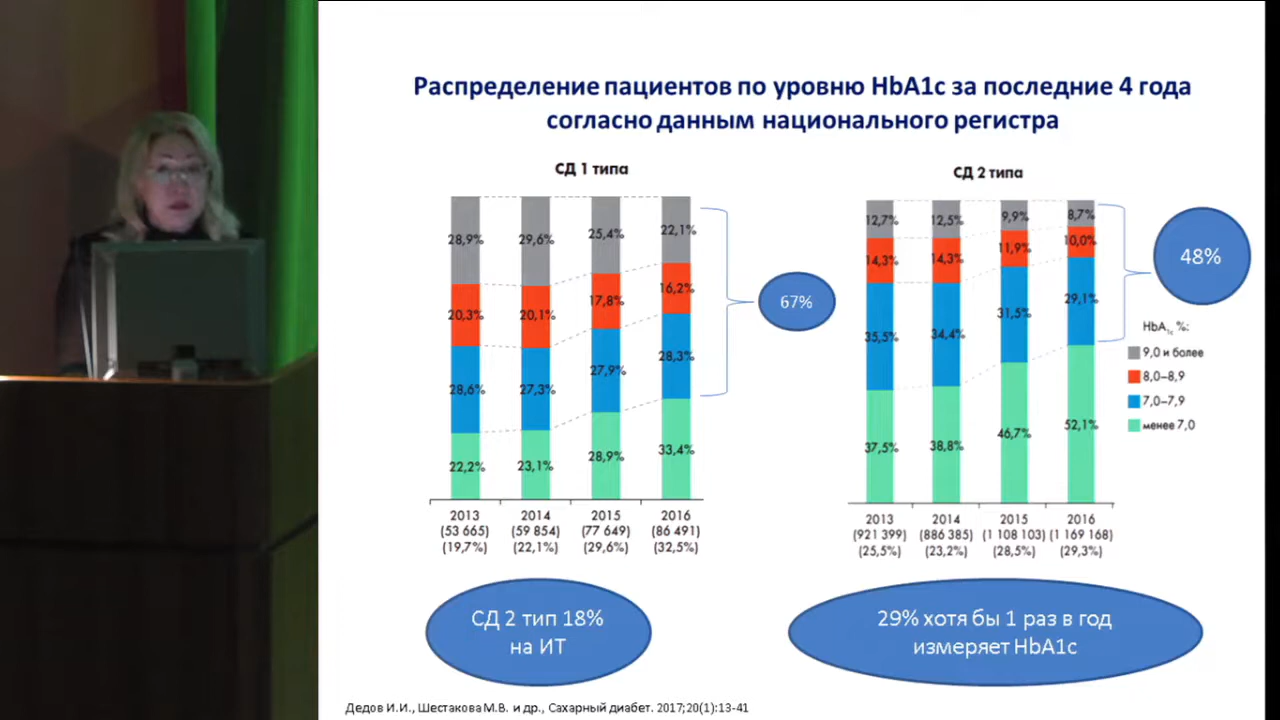 Распределение пациентов по уровню HbA1c за последние 4 года
согласно данным национального регистра
СД 1 типа
28,9% 29,6% 25,4% 22,1%
20,3% 20,1% 17,8% 16,2%
28,6% 27,3% 27,9% 28,3%
22,2% 23,1% 28,9% 33,4%
2013 2014 2015 2016
(53 665) (59 854) (77 649) (86 491)
(19,7%) (22,1%) (29,6%) (32,5%)
67%
СД 2 типа
12,7% 12,5% 9,9% 8,7%
14,3% 14,3% 11,9% 10,0%
35,5% 34,4% 31,5% 29,1%
37,5% 38,8% 46,7% 52,1%
2013 2014 2015 2016
(921 399) (886 385) (1 108 103) (1 169 168)
(25,5%) (23,2%) (28,5%) (29,3%)
48%
HbA1c %:
9,0 и более
8,0–8,9
7,0–7,9
менее 7,0
СД 2 тип 18%
на ИТ
29% хотя бы 1 раз в год
измеряет HbA1c
Дедов И.И., Шестакова М.В. и др., Сахарный диабет. 2017;20(1):13-41